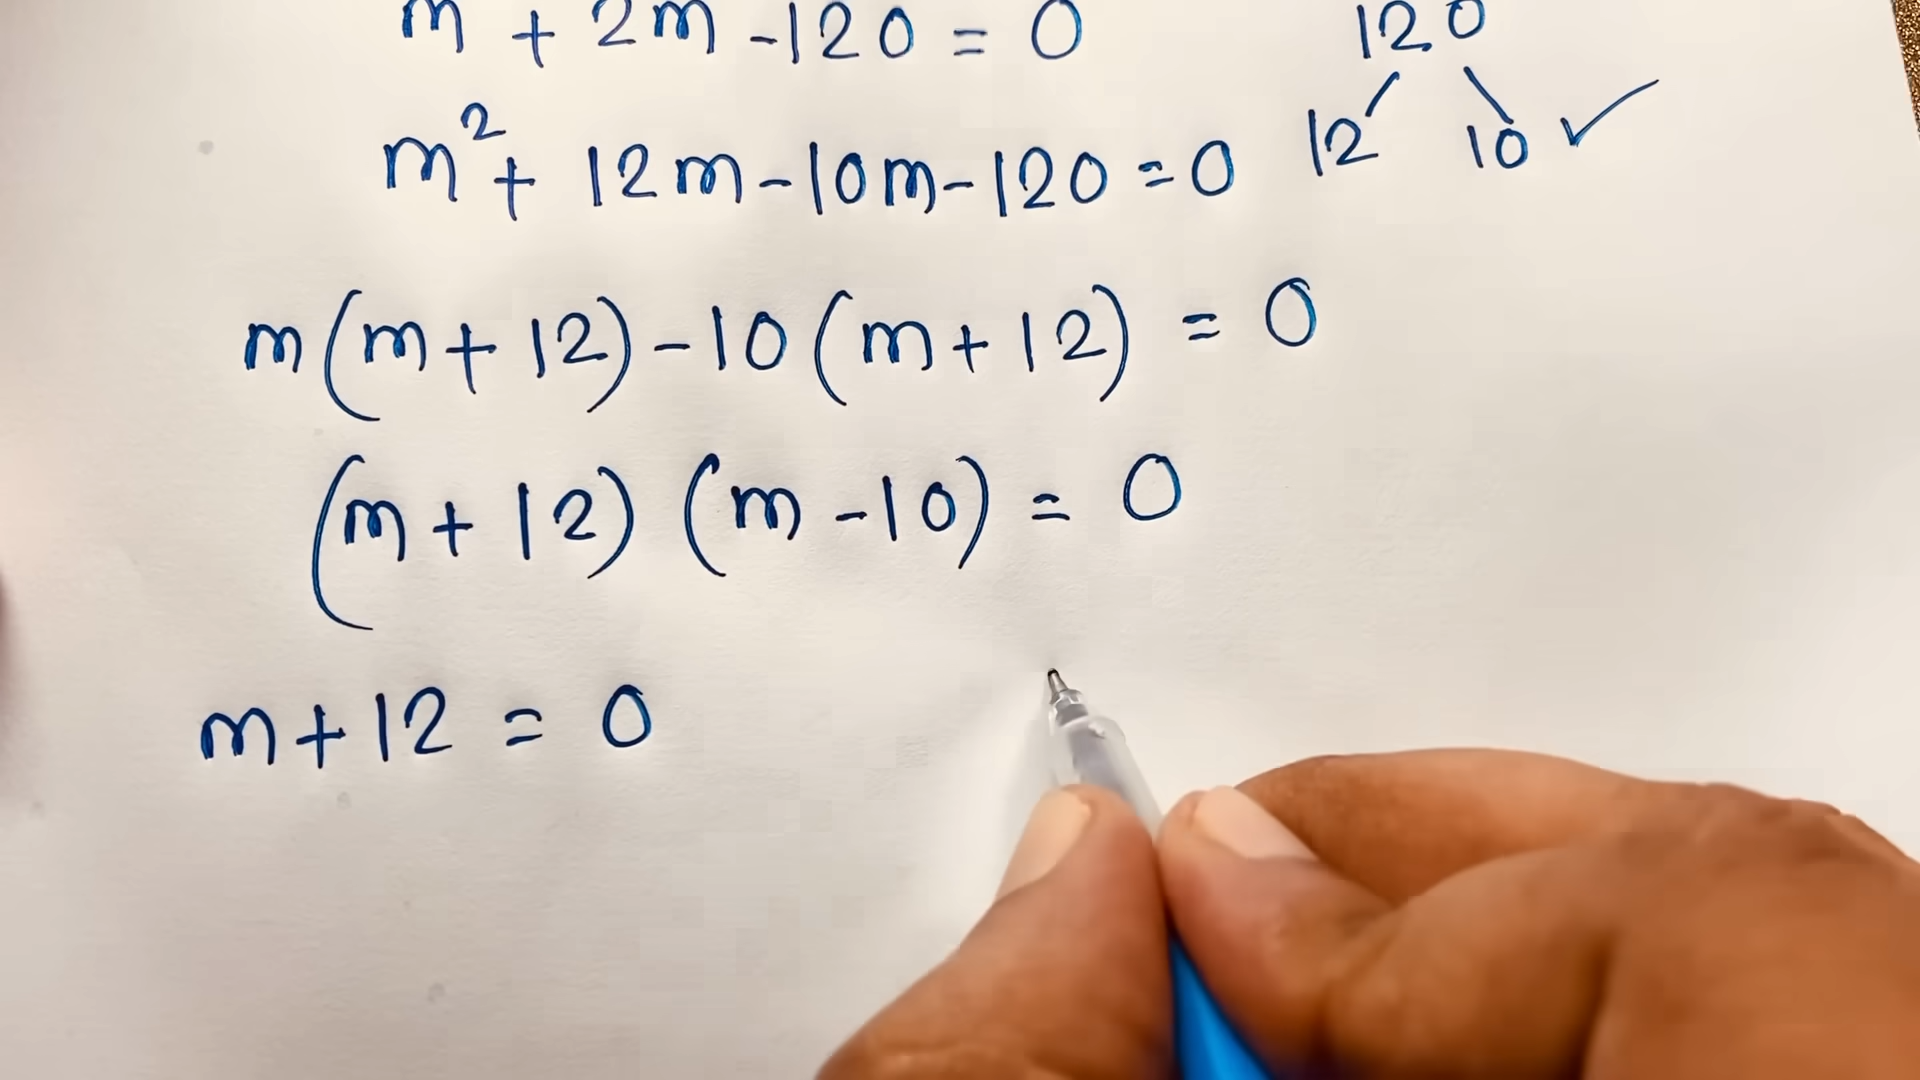 m + 2m - 120 = 0
120
m² + 12m - 10m - 120 = 0
12 10 ✓
m(m + 12) - 10(m + 12) = 0
(m + 12) (m - 10) = 0
m + 12 = 0